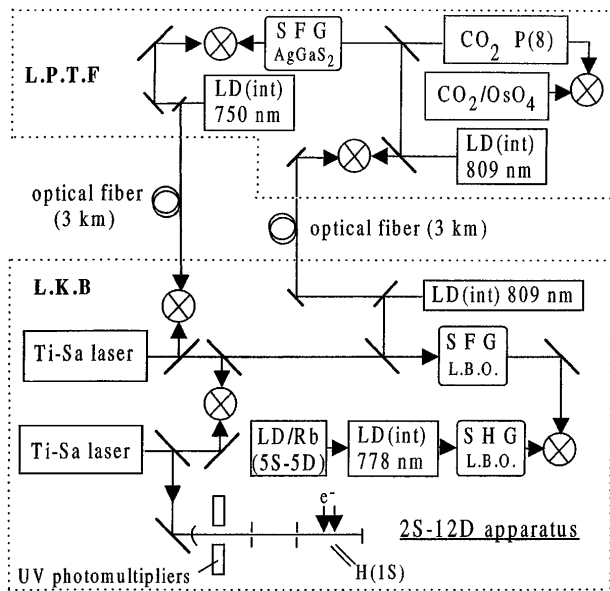 S F G
AgGaS₂
CO₂ P(8)
L.P.T.F
LD(int)
750 nm
CO₂/OsO₄
LD(int)
809 nm
optical fiber
(3 km)
optical fiber (3 km)
L.K.B
LD(int) 809 nm
Ti-Sa laser
S F G
L.B.O.
Ti-Sa laser
LD/Rb
(5S-5D)
LD(int)
778 nm
S H G
L.B.O.
e⁻
2S-12D apparatus
UV photomultipliers
H(1S)